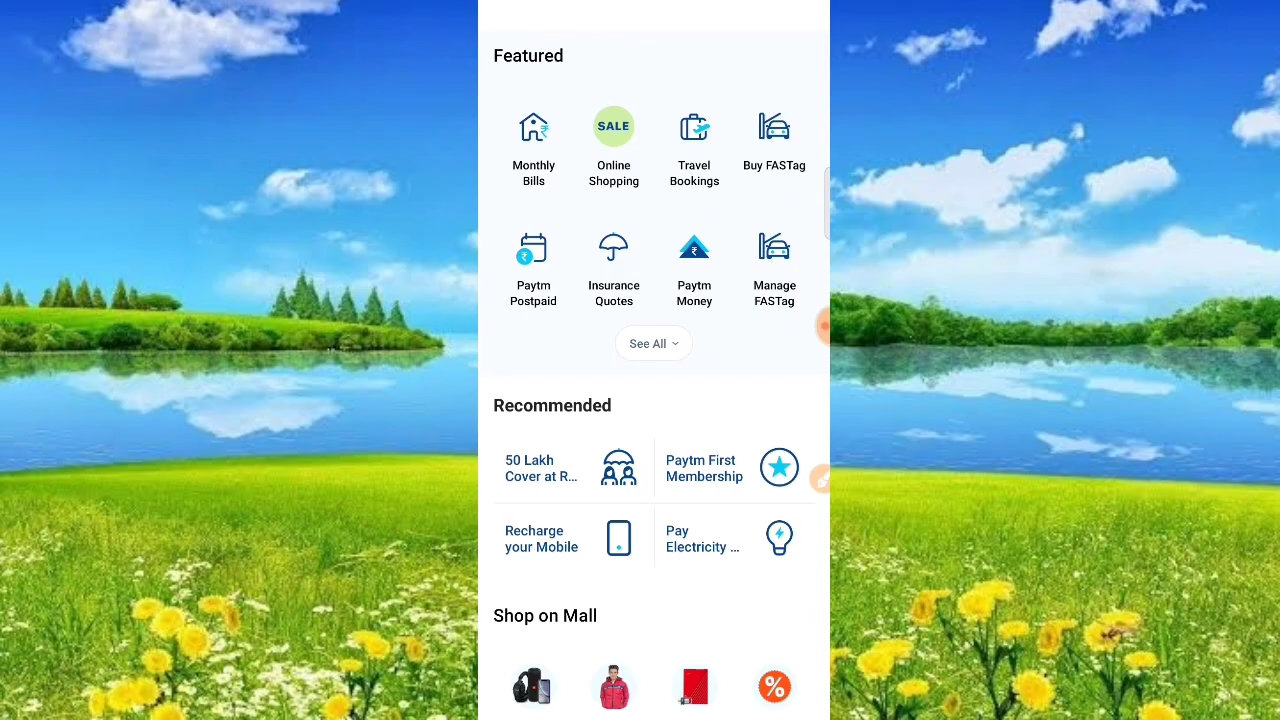 Featured
SALE
Monthly
Bills
Online
Shopping
Travel
Bookings
Buy FASTag
Paytm
Postpaid
Insurance
Quotes
Paytm
Money
Manage
FASTag
See All
Recommended
50 Lakh
Cover at R...
Paytm First
Membership
Recharge
your Mobile
Pay
Electricity ...
Shop on Mall